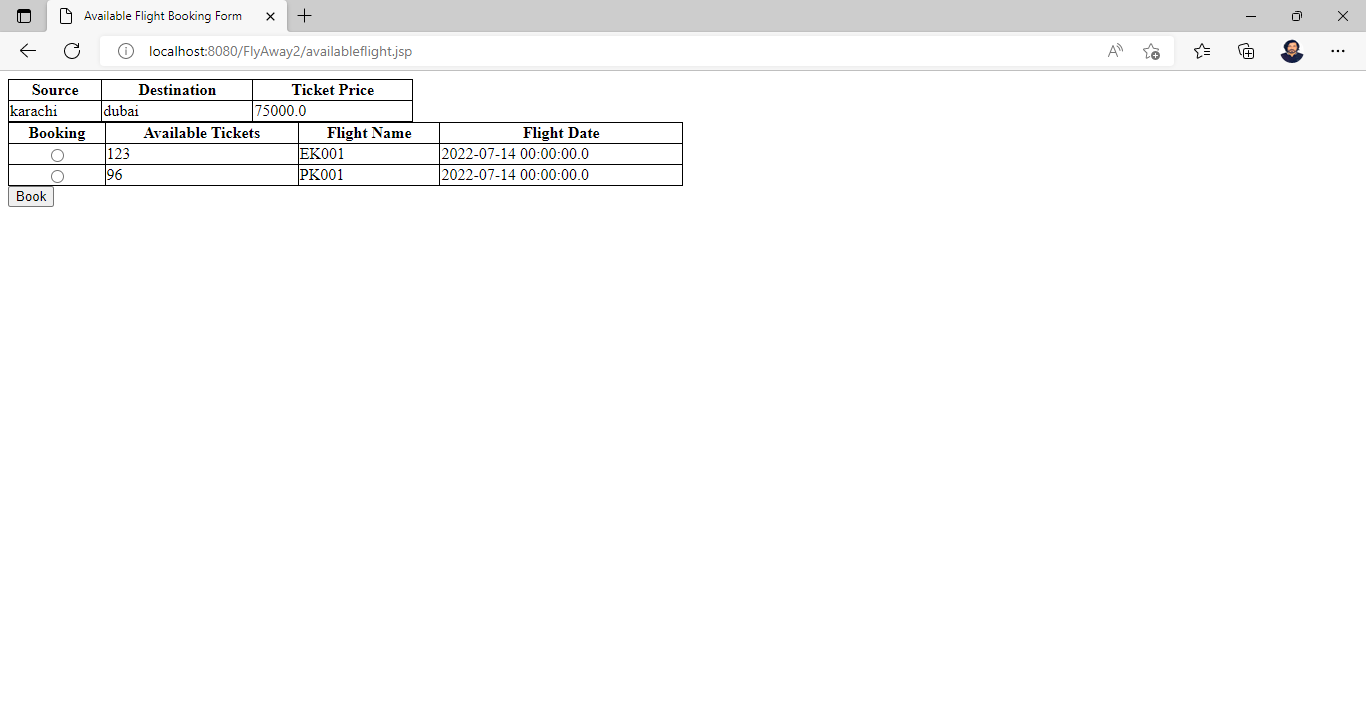 Available Flight Booking Form
localhost:8080/FlyAway2/availableflight.jsp
Source Destination Ticket Price
karachi dubai 75000.0
Booking Available Tickets Flight Name Flight Date
123 EK001 2022-07-14 00:00:00.0
96 PK001 2022-07-14 00:00:00.0
Book